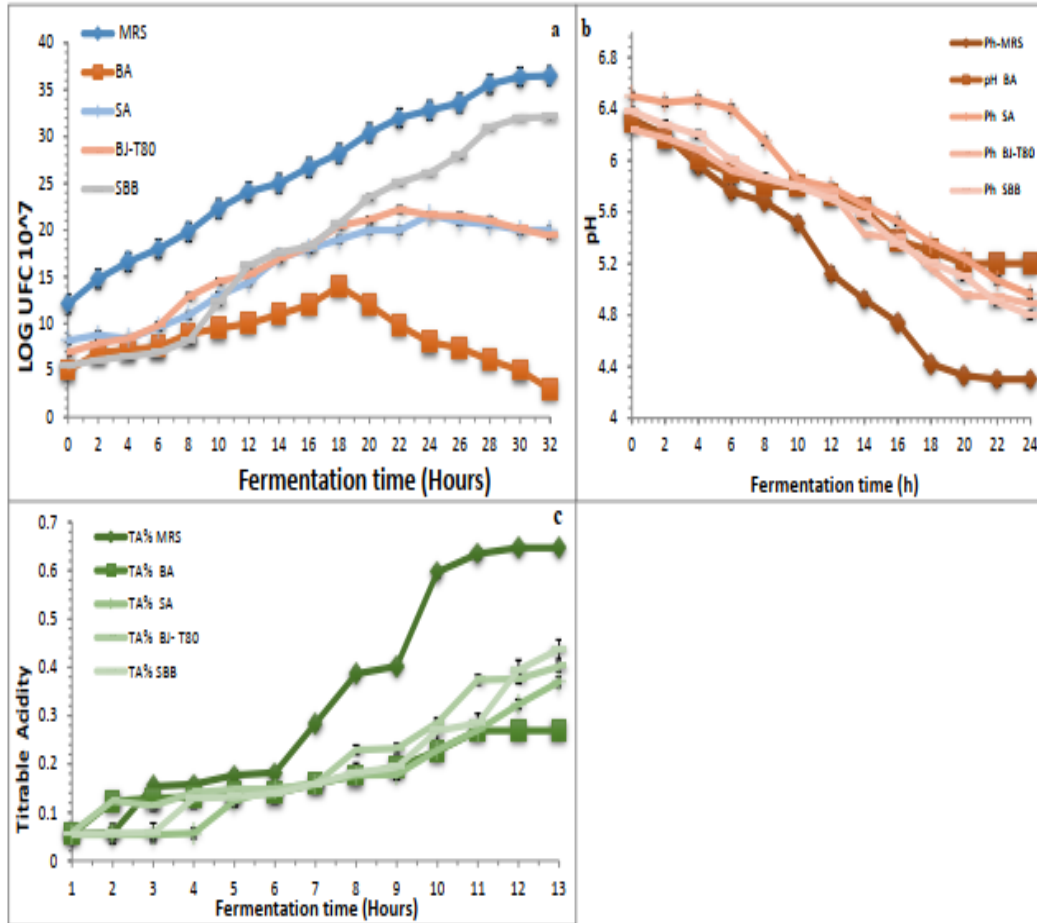 a
MRS
BA
SA
BJ-T80
SBB
LOG UFC 10^7
40
35
30
25
20
15
10
5
0
0 2 4 6 8 10 12 14 16 18 20 22 24 26 28 30 32
Fermentation time (Hours)
b
Ph-MRS
pH BA
Ph SA
Ph BJ-T80
Ph SBB
pH
6.8
6.4
6
5.6
5.2
4.8
4.4
4
0 2 4 6 8 10 12 14 16 18 20 22 24
Fermentation time (h)
c
TA% MRS
TA% BA
TA% SA
TA% BJ- T80
TA% SBB
Titrable Acidity
0.7
0.6
0.5
0.4
0.3
0.2
0.1
0
1 2 3 4 5 6 7 8 9 10 11 12 13
Fermentation time (Hours)